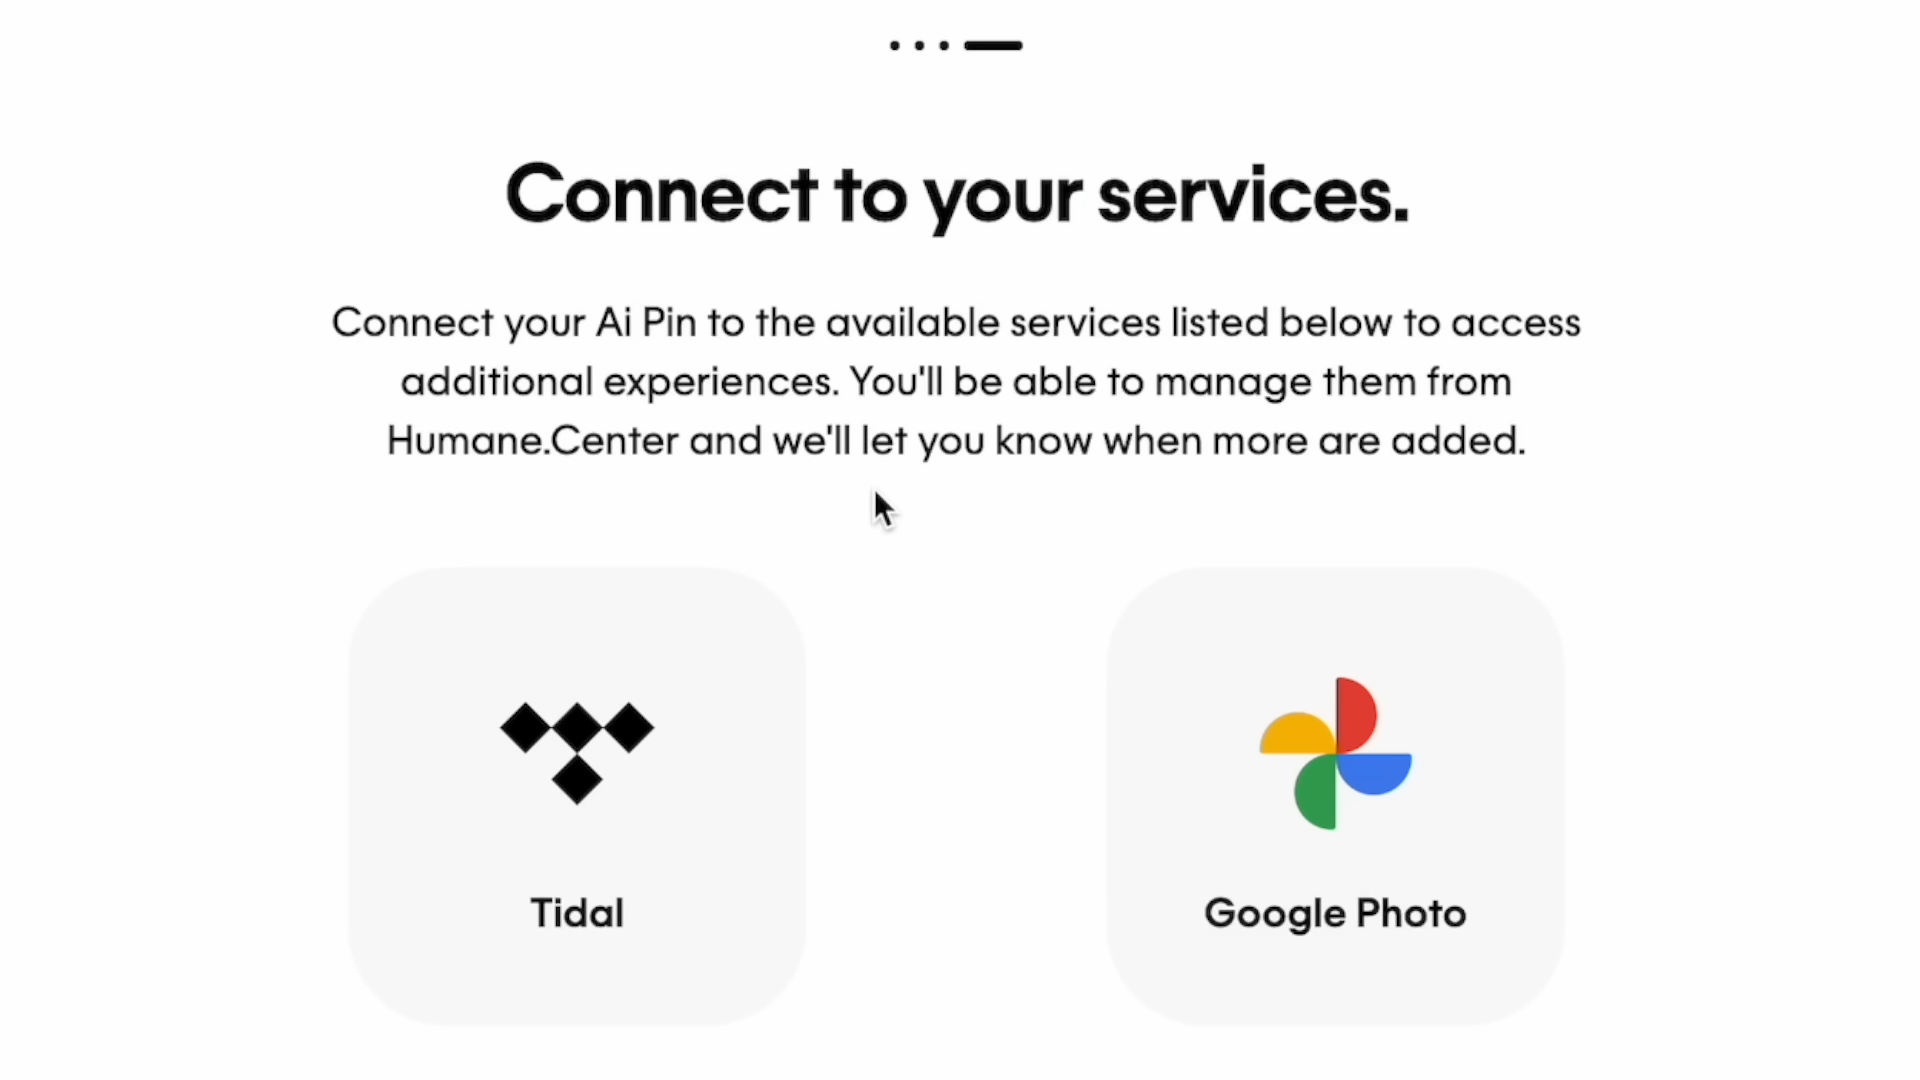 Connect to your services.
Connect your Ai Pin to the available services listed below to access
additional experiences. You'll be able to manage them from
Humane.Center and we'll let you know when more are added.
Tidal
Google Photo